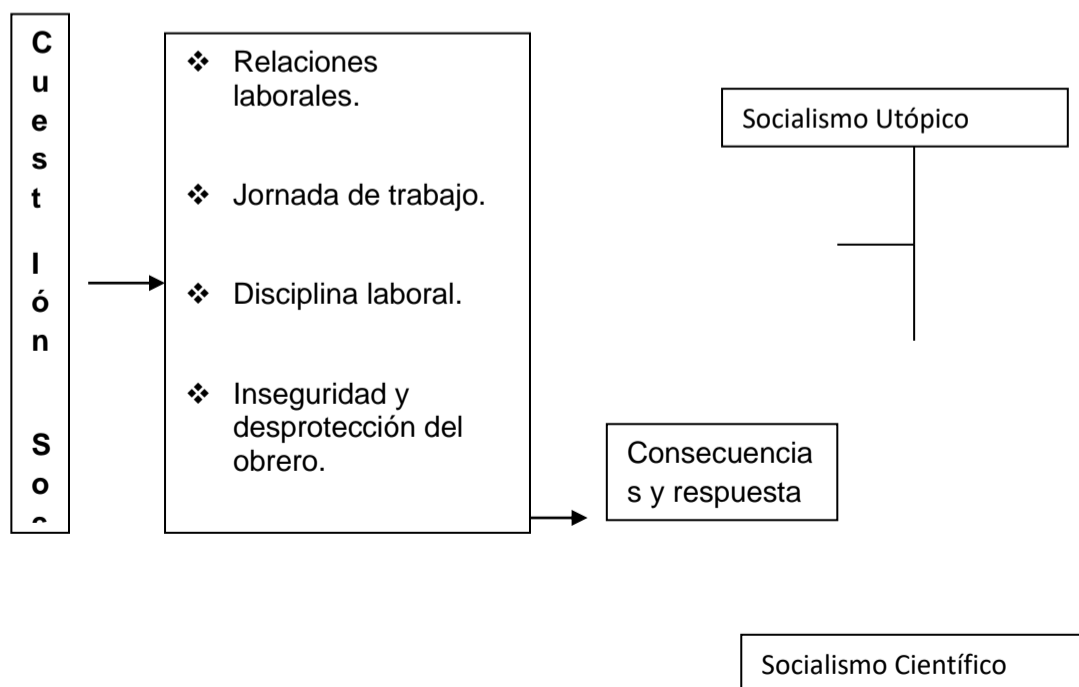 C
u
e
s
t
I
ó
n
S
o
❖ Relaciones
laborales.
❖ Jornada de trabajo.
❖ Disciplina laboral.
❖ Inseguridad y
desprotección del
obrero.
Socialismo Utópico
Consecuencia
s y respuesta
Socialismo Científico